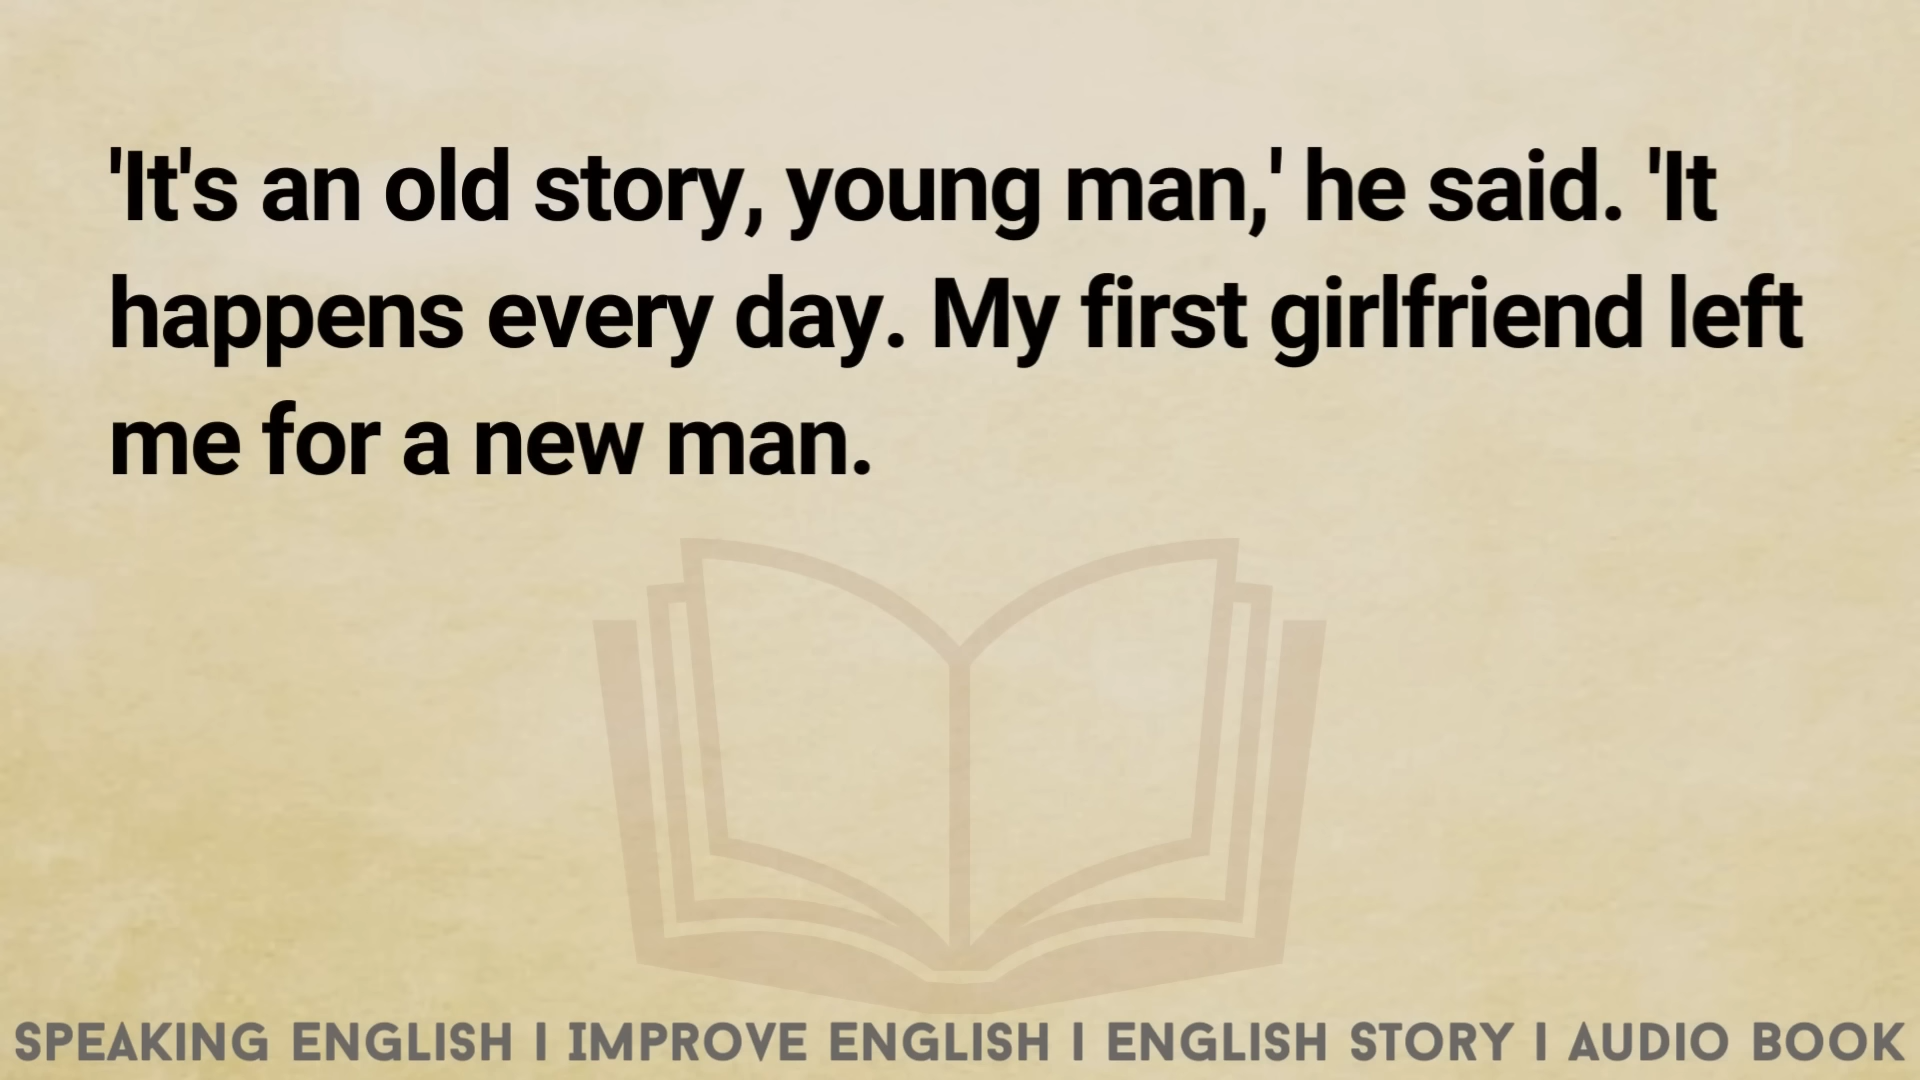 'It's an old story, young man,' he said. 'It
happens every day. My first girlfriend left
me for a new man.
SPEAKING ENGLISH I IMPROVE ENGLISH I ENGLISH STORY I AUDIO BOOK